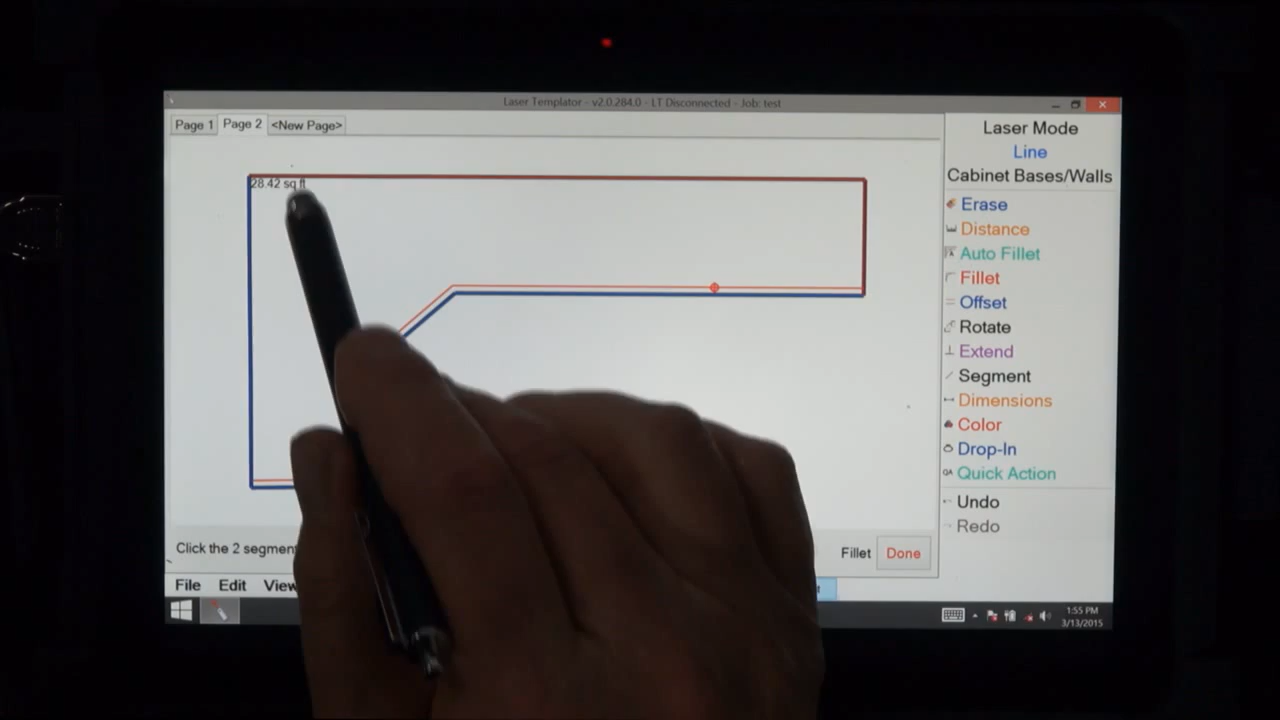 Laser Templator - v2.0.284.0 - LT Disconnected - Job: test
Page 1
Page 2
<New Page>
28.42 sq ft
Laser Mode
Line
Cabinet Bases/Walls
Erase
Distance
Auto Fillet
Fillet
Offset
Rotate
Extend
Segment
Dimensions
Color
Drop-In
QA Quick Action
Undo
Redo
Click the 2 segment
Fillet
Done
File
Edit
View
1:55 PM
3/13/2015